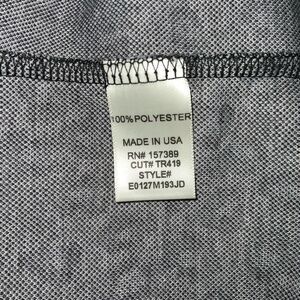 100%POLYESTER
MADE IN USA
RN# 157389
CUT# TR419
STYLE#
E0127M193JD